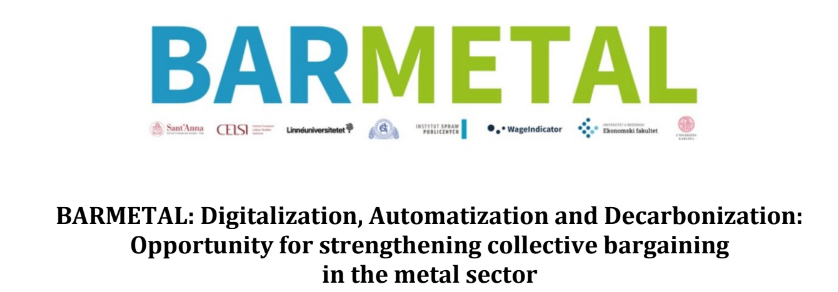 BARMETAL
Sant'Anna CELSI Linnéuniversitetet INSTYTUT SPRAW PUBLICZNYCH WageIndicator Ekonomski fakultet
BARMETAL: Digitalization, Automatization and Decarbonization:
Opportunity for strengthening collective bargaining
in the metal sector